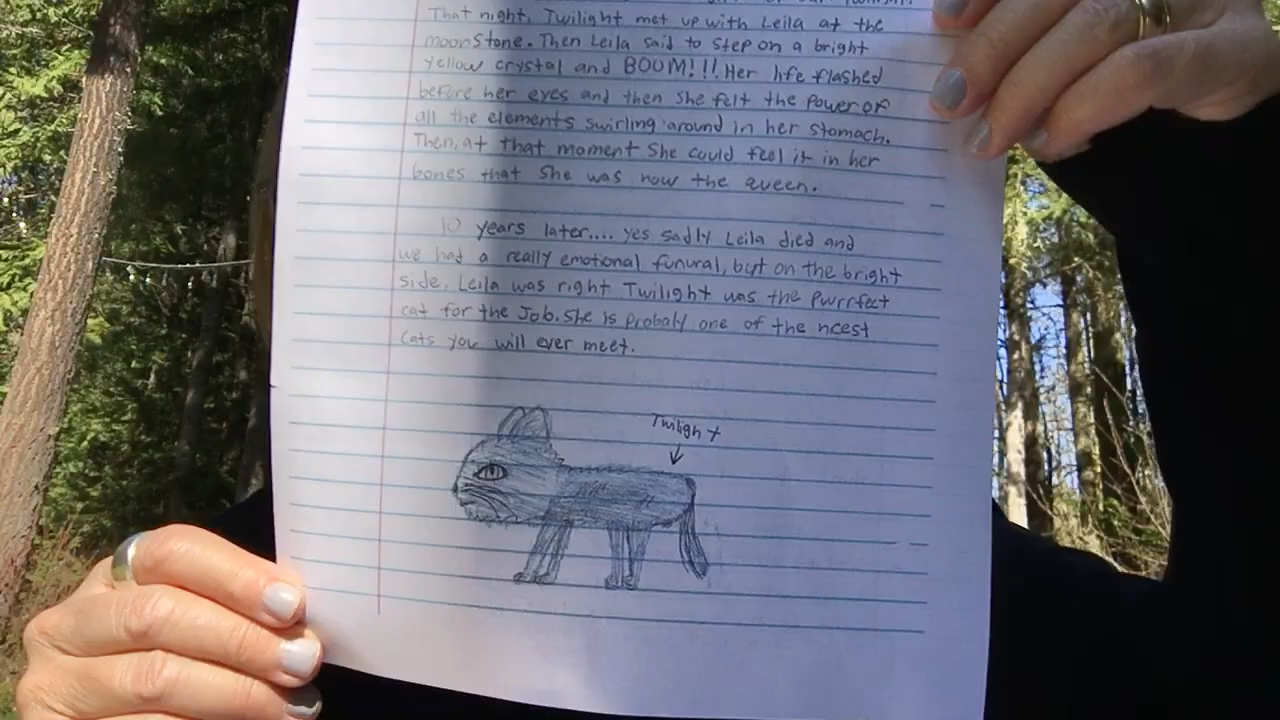 That night, Twilight met up with Leila at the
moonstone. Then Leila said to step on a bright
yellow crystal and BOOM!!! Her life flashed
before her eyes and then she felt the power of
all the elements swirling around in her stomach.
Then, at that moment she could feel it in her
bones that she was now the queen.
10 years later.... yes sadly Leila died and
we had a really emotional funural, but on the bright
side, Leila was right Twilight was the Pwrrfect
cat for the Job. She is probaly one of the ncest
cats you will ever meet.
Twilight